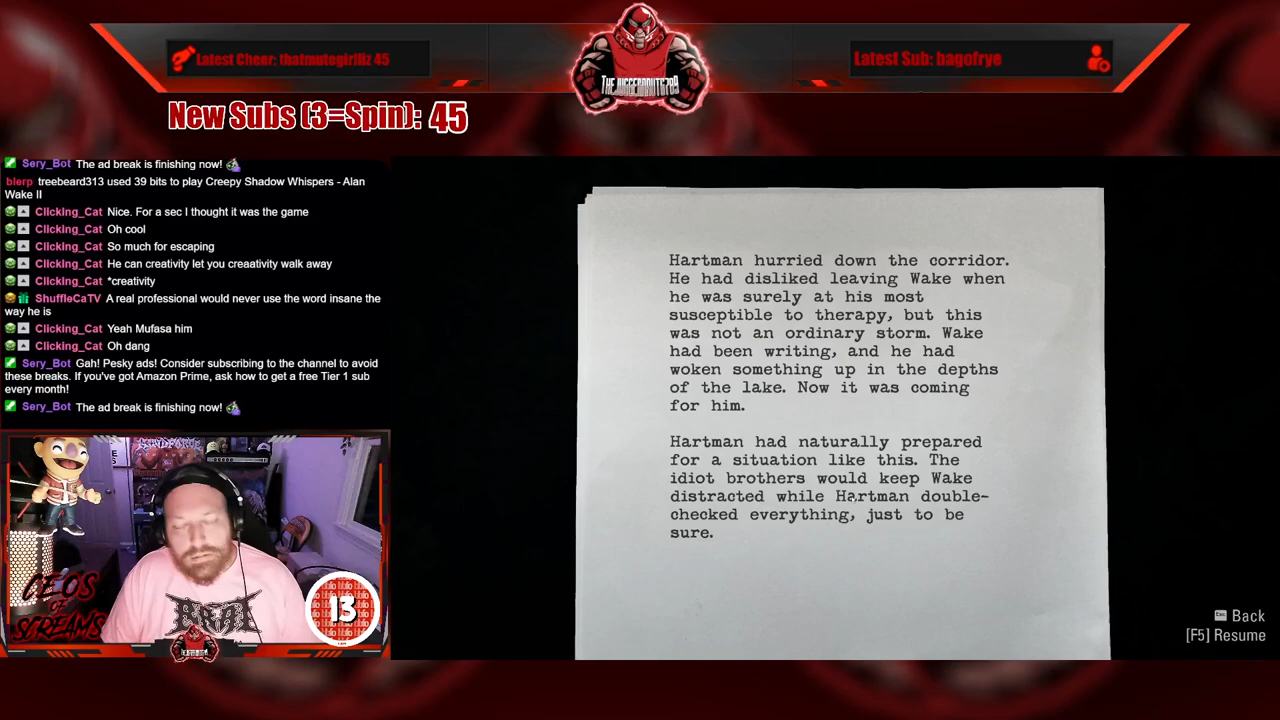 Latest Cheer: thatmutegirlliz 45
THEJUGGERNAUT6789
Latest Sub: bagofrye
New Subs (3=Spin): 45
Sery_Bot The ad break is finishing now!
blerp treebeard313 used 39 bits to play Creepy Shadow Whispers - Alan
Wake II
Clicking_Cat Nice. For a sec I thought it was the game
Clicking_Cat Oh cool
Clicking_Cat So much for escaping
Clicking_Cat He can creativity let you creaativity walk away
Clicking_Cat *creativity
ShuffleCaTV A real professional would never use the word insane the
way he is
Clicking_Cat Yeah Mufasa him
Clicking_Cat Oh dang
Sery_Bot Gah! Pesky ads! Consider subscribing to the channel to avoid
these breaks. If you've got Amazon Prime, ask how to get a free Tier 1 sub
every month!
Sery_Bot The ad break is finishing now!
Hartman hurried down the corridor.
He had disliked leaving Wake when
he was surely at his most
susceptible to therapy, but this
was not an ordinary storm. Wake
had been writing, and he had
woken something up in the depths
of the lake. Now it was coming
for him.
Hartman had naturally prepared
for a situation like this. The
idiot brothers would keep Wake
distracted while Hartman double-
checked everything, just to be
sure.
CEOS
OF
SCREAMS
13
Back
[F5] Resume